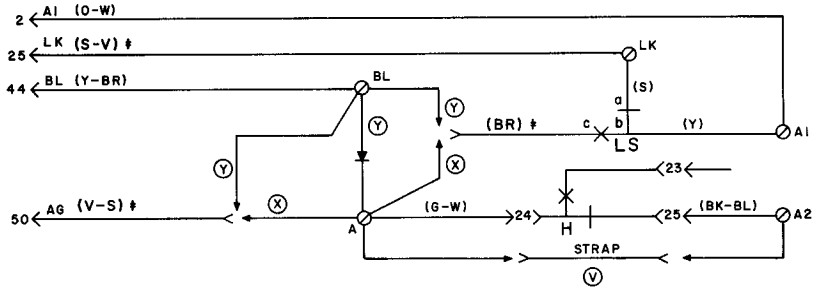 2 A1 (O-W)
25 LK (S-V) ‡
LK
44 BL (Y-BR)
BL
(S)
a
Y
Y
(BR) ‡
c
b
(Y)
A1
LS
Y
X
23
50 AG (V-S) ‡
X
A
(G-W)
24
H
25
(BK-BL)
A2
STRAP
V